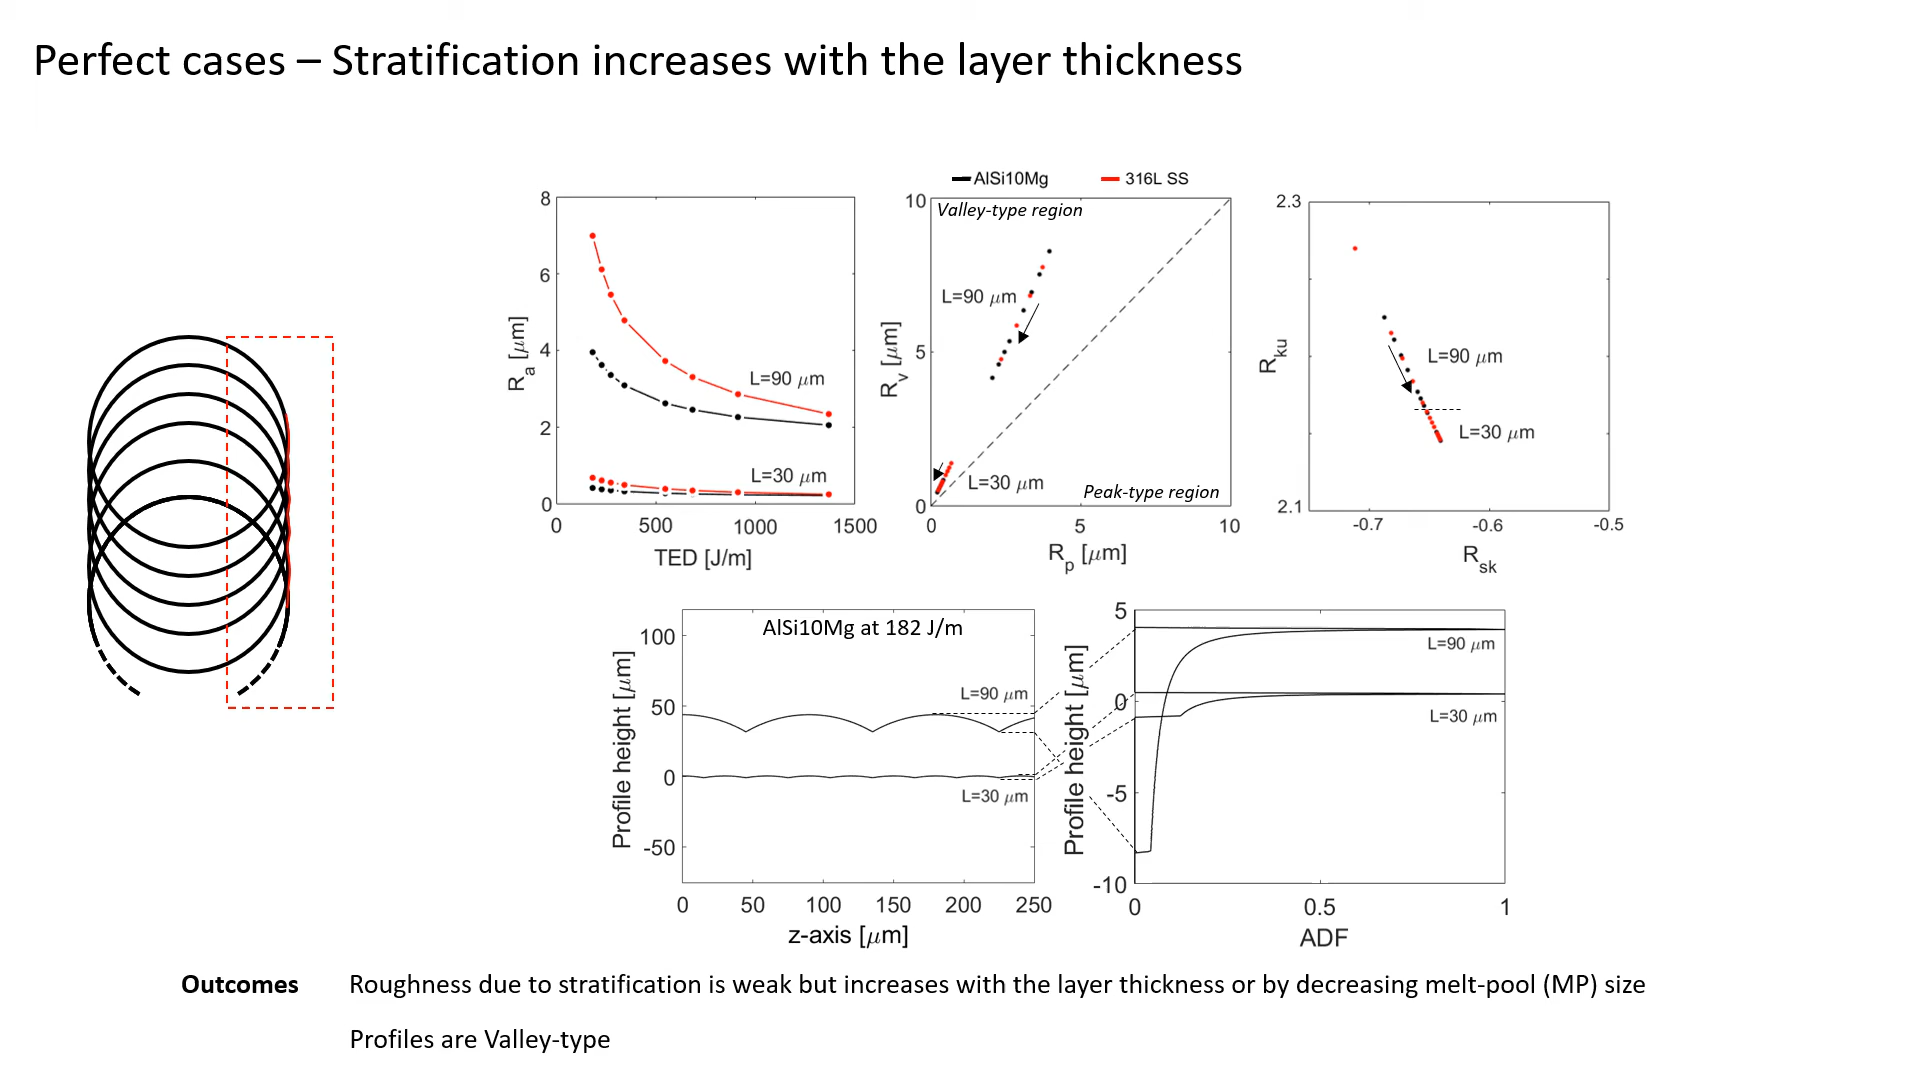 Perfect cases – Stratification increases with the layer thickness
AlSi10Mg
316L SS
8
6
4
2
0
R_a [μm]
L=90 μm
L=30 μm
0
500
1000
1500
TED [J/m]
10
5
0
R_v [μm]
Valley-type region
L=90 μm
L=30 μm
Peak-type region
0
5
10
R_p [μm]
2.3
2.1
R_ku
L=90 μm
L=30 μm
-0.7
-0.6
-0.5
R_sk
100
50
0
-50
Profile height [μm]
AlSi10Mg at 182 J/m
L=90 μm
L=30 μm
0
50
100
150
200
250
z-axis [μm]
5
0
-5
-10
Profile height [μm]
L=90 μm
L=30 μm
0
0.5
1
ADF
Outcomes
Roughness due to stratification is weak but increases with the layer thickness or by decreasing melt-pool (MP) size
Profiles are Valley-type